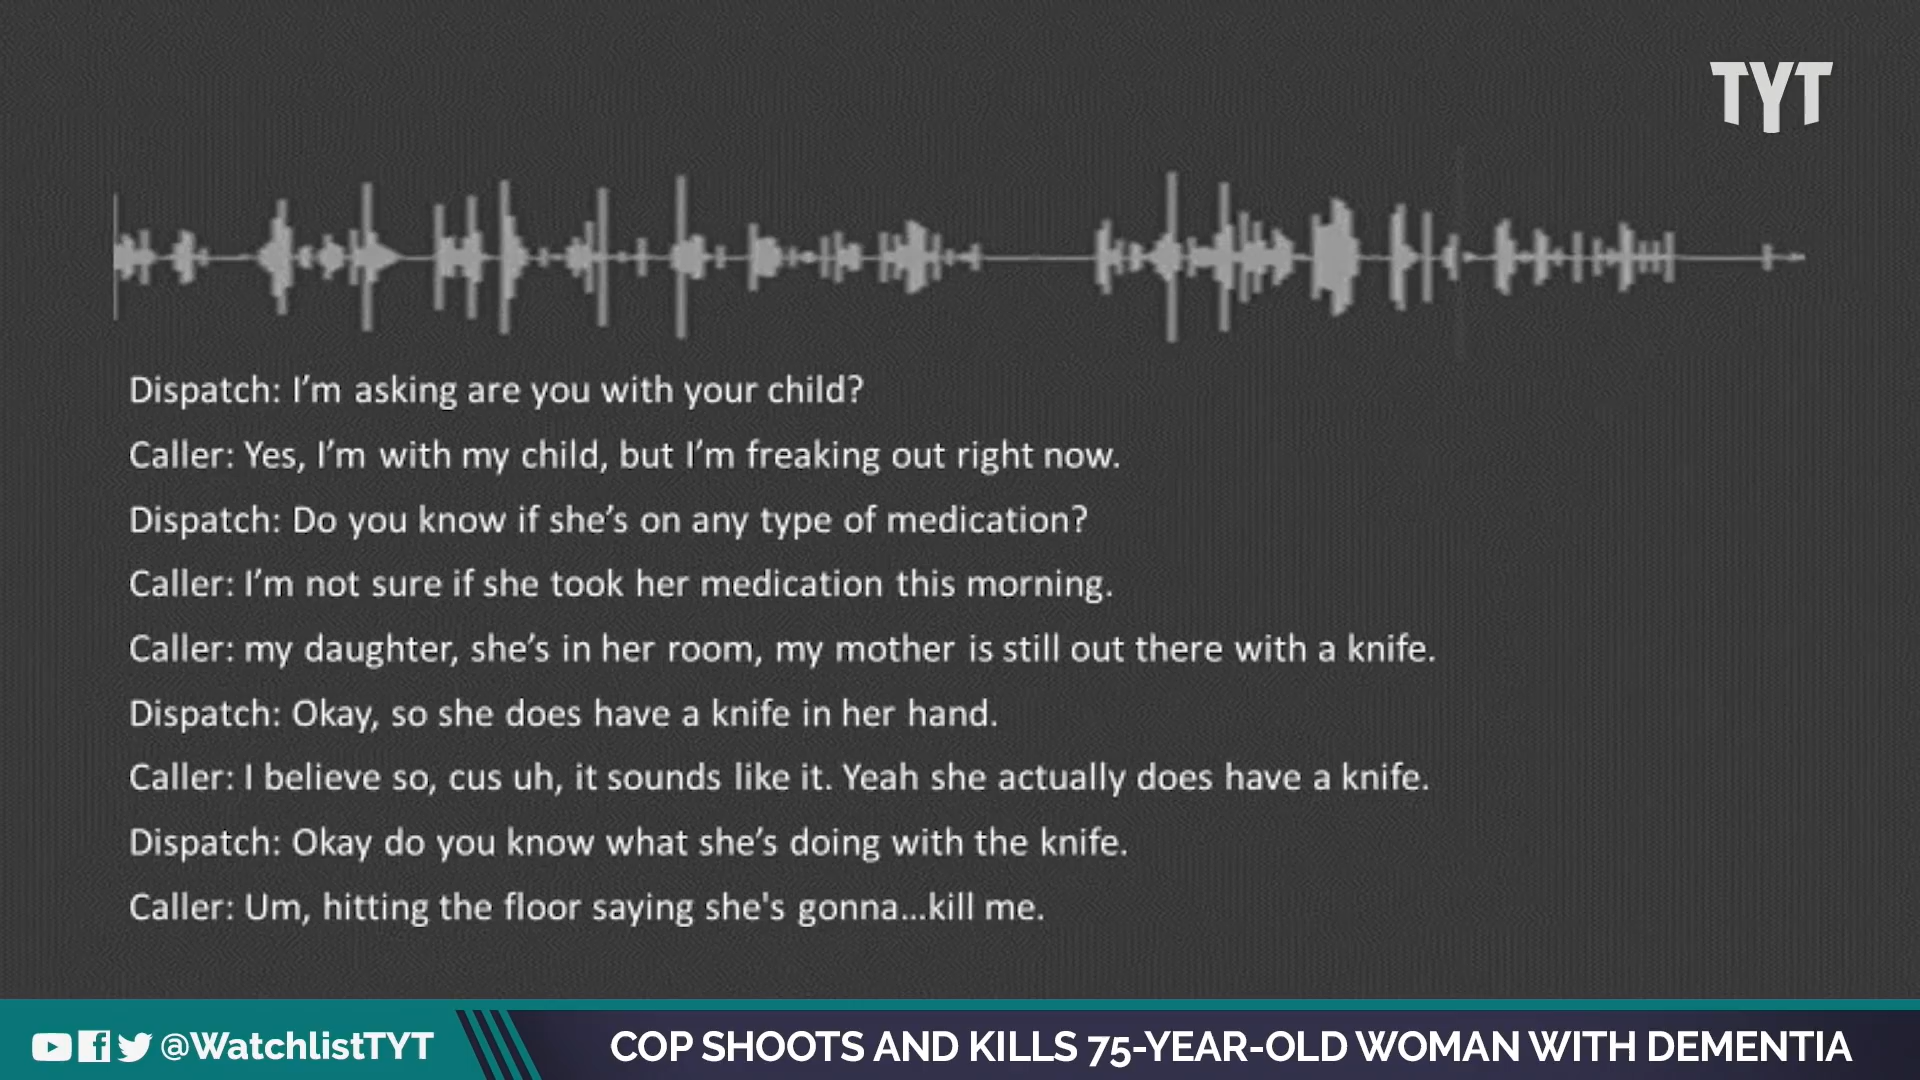 TYT
Dispatch: I’m asking are you with your child?
Caller: Yes, I’m with my child, but I’m freaking out right now.
Dispatch: Do you know if she’s on any type of medication?
Caller: I’m not sure if she took her medication this morning.
Caller: my daughter, she’s in her room, my mother is still out there with a knife.
Dispatch: Okay, so she does have a knife in her hand.
Caller: I believe so, cus uh, it sounds like it. Yeah she actually does have a knife.
Dispatch: Okay do you know what she’s doing with the knife.
Caller: Um, hitting the floor saying she's gonna...kill me.
@WatchlistTYT COP SHOOTS AND KILLS 75-YEAR-OLD WOMAN WITH DEMENTIA